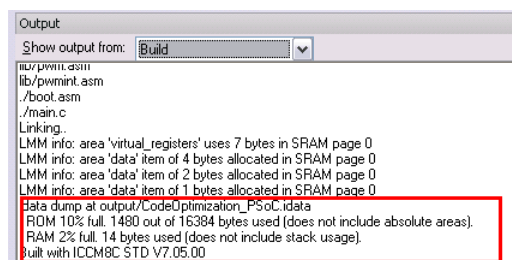 Output
Show output from: Build
lib/pwm.asm
lib/pwmint.asm
./boot.asm
./main.c
Linking..
LMM info: area 'virtual_registers' uses 7 bytes in SRAM page 0
LMM info: area 'data' item of 4 bytes allocated in SRAM page 0
LMM info: area 'data' item of 2 bytes allocated in SRAM page 0
LMM info: area 'data' item of 1 bytes allocated in SRAM page 0
data dump at output/CodeOptimization_PSoC.idata
ROM 10% full. 1480 out of 16384 bytes used (does not include absolute areas).
RAM 2% full. 14 bytes used (does not include stack usage).
Built with ICCM8C STD V7.05.00